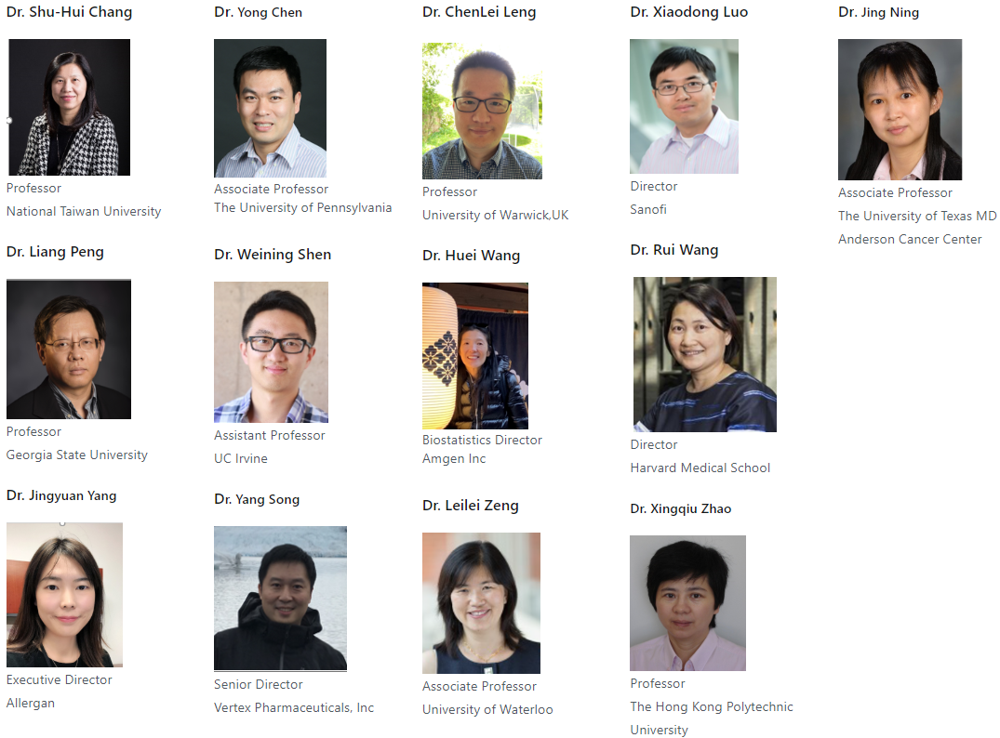 Dr. Shu-Hui Chang
Professor
National Taiwan University
Dr. Yong Chen
Associate Professor
The University of Pennsylvania
Dr. ChenLei Leng
Professor
University of Warwick,UK
Dr. Xiaodong Luo
Director
Sanofi
Dr. Jing Ning
Associate Professor
The University of Texas MD
Anderson Cancer Center
Dr. Liang Peng
Professor
Georgia State University
Dr. Weining Shen
Assistant Professor
UC Irvine
Dr. Huei Wang
Biostatistics Director
Amgen Inc
Dr. Rui Wang
Director
Harvard Medical School
Dr. Jingyuan Yang
Executive Director
Allergan
Dr. Yang Song
Senior Director
Vertex Pharmaceuticals, Inc
Dr. Leilei Zeng
Associate Professor
University of Waterloo
Dr. Xingqiu Zhao
Professor
The Hong Kong Polytechnic
University